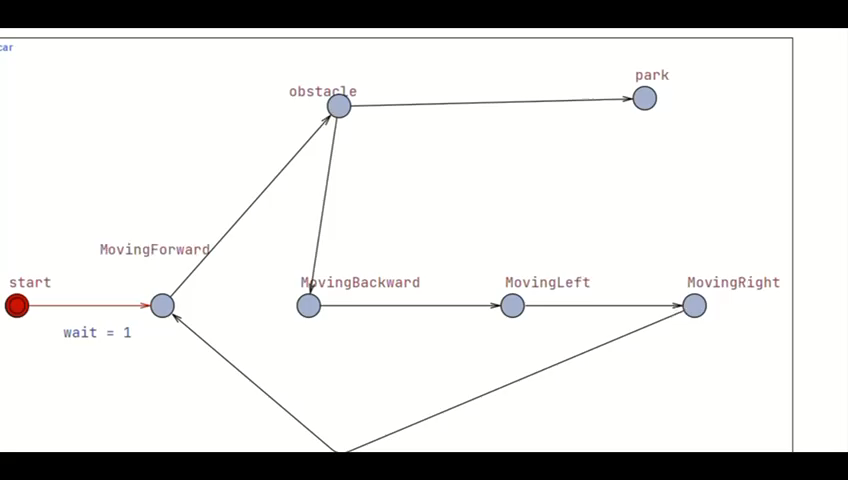 car
park
obstacle
MovingForward
start
MovingBackward
MovingLeft
MovingRight
wait = 1